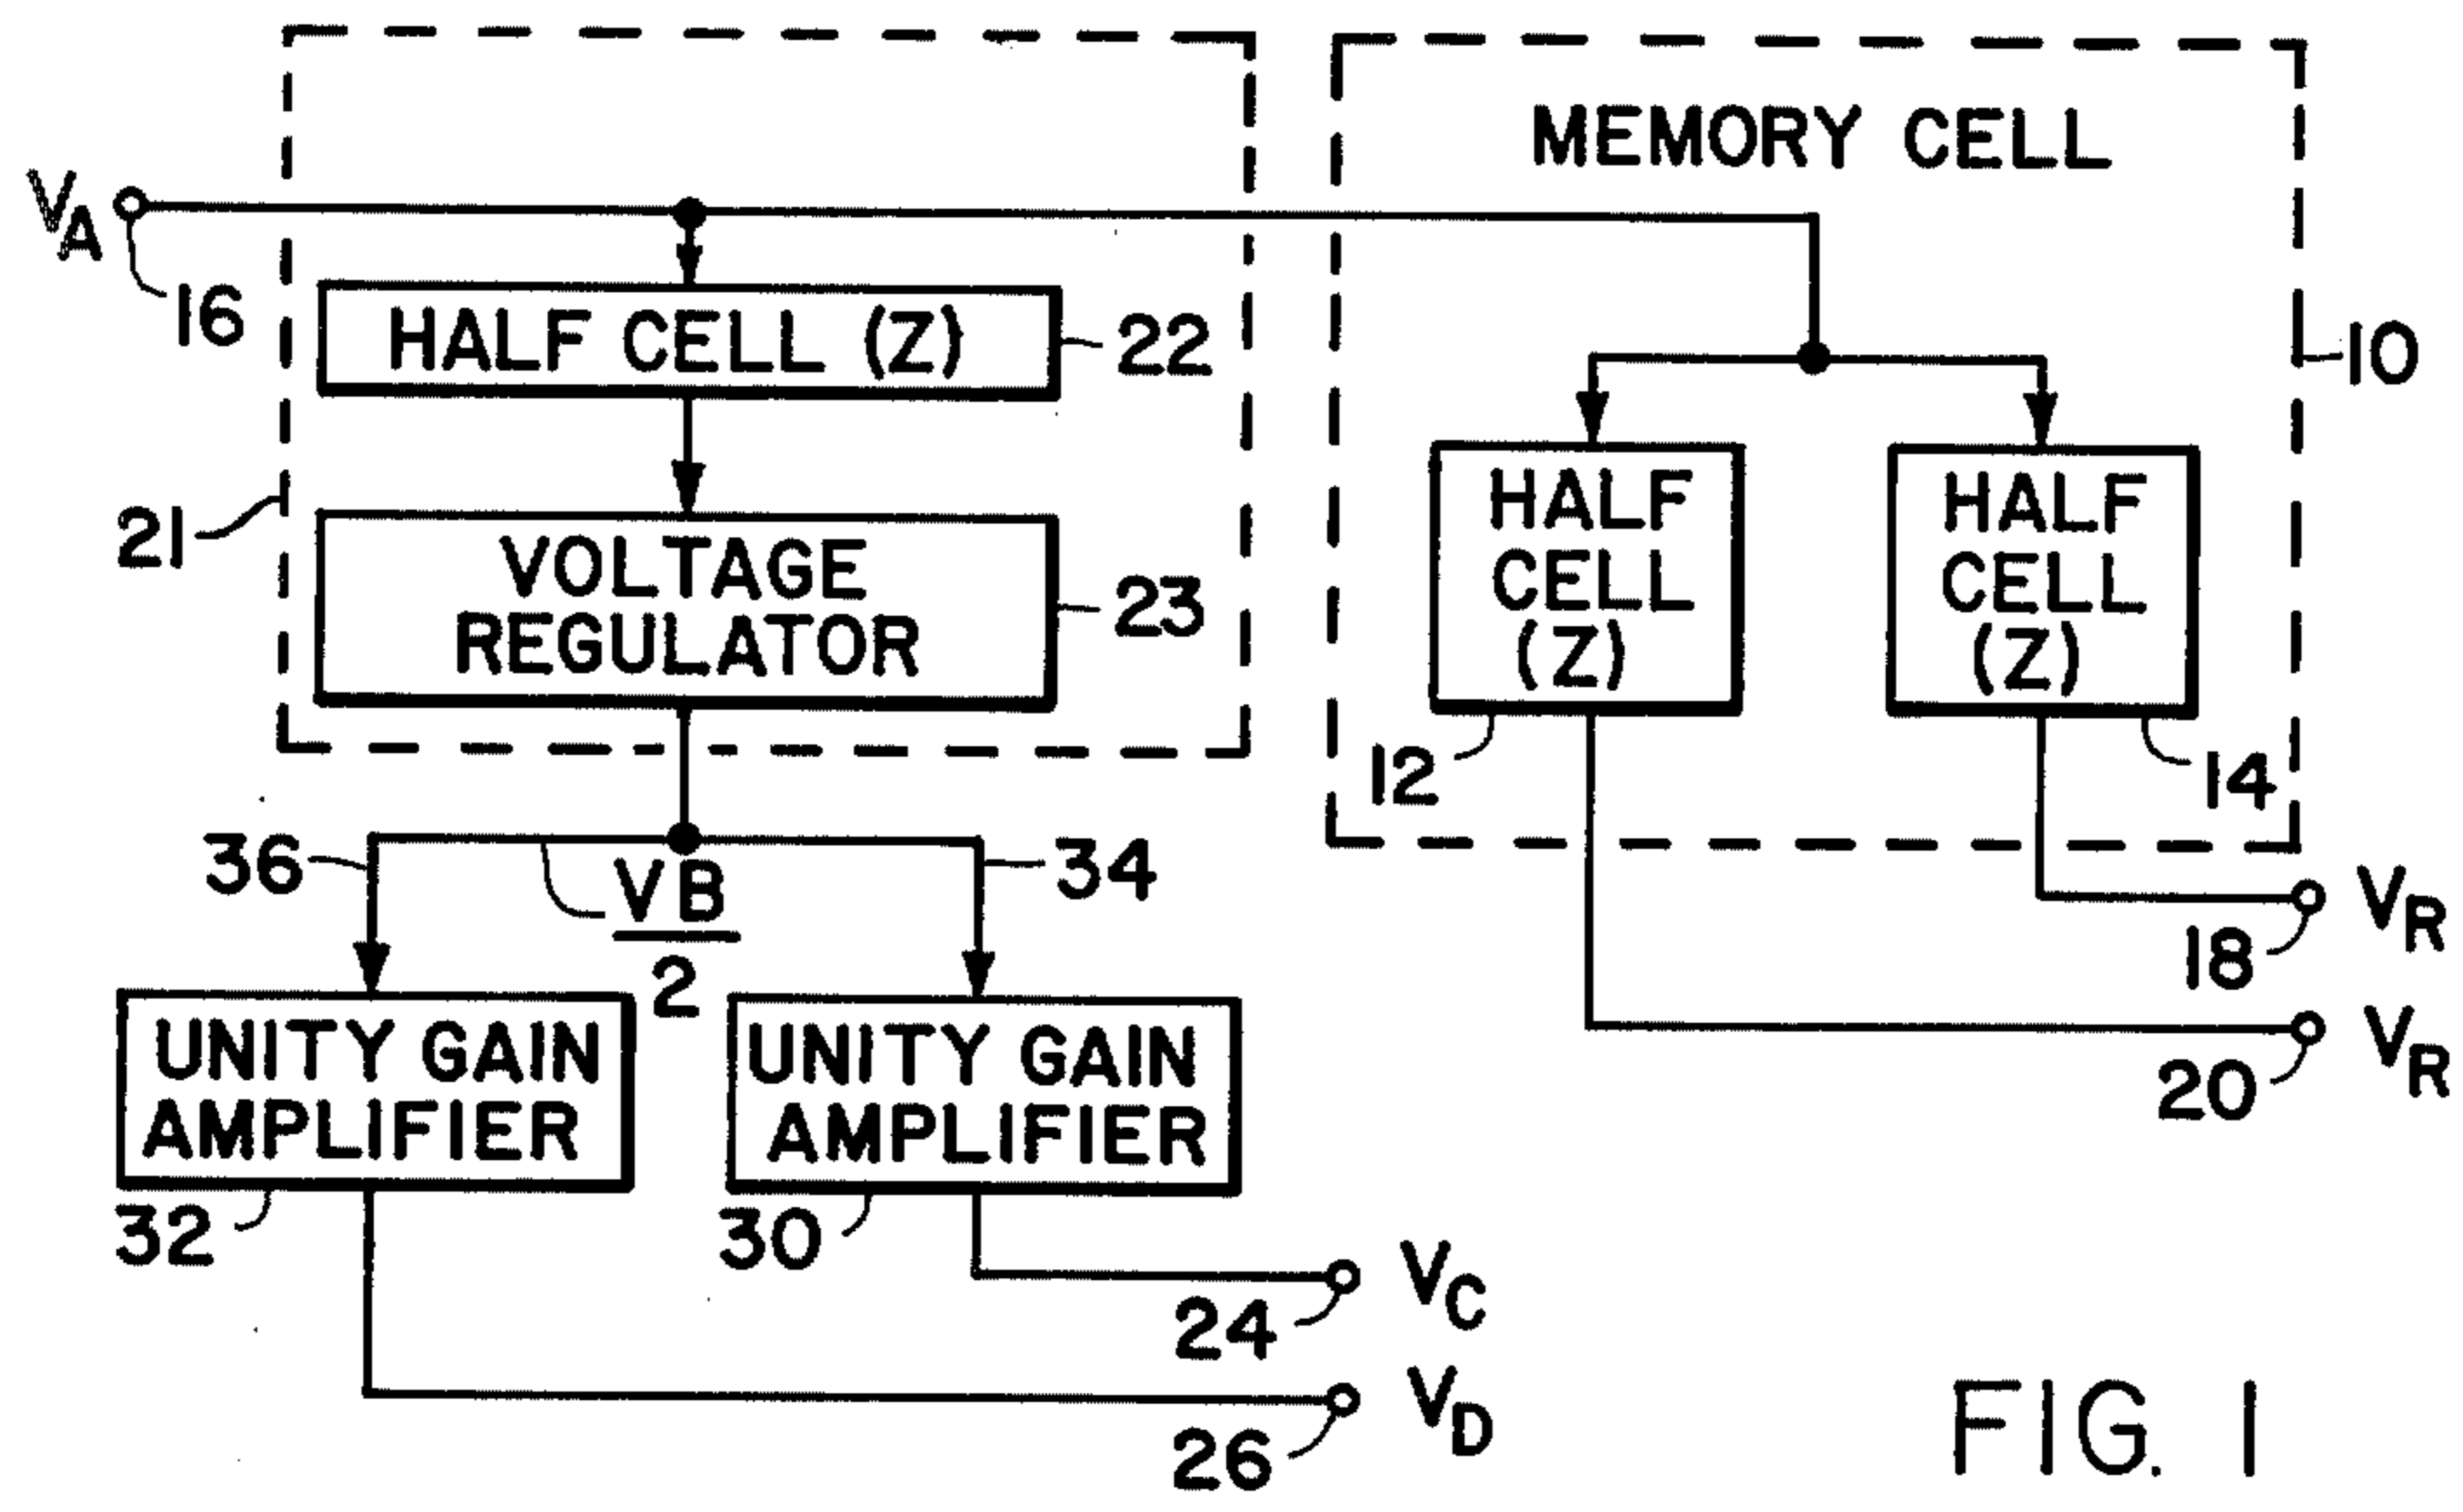 MEMORY CELL
VA
16
HALF CELL (Z)
22
10
21
VOLTAGE
REGULATOR
23
HALF
CELL
(Z)
HALF
CELL
(Z)
12
14
36
VB
2
34
VR
18
VR
20
UNITY GAIN
AMPLIFIER
UNITY GAIN
AMPLIFIER
32
30
VC
24
VD
26
FIG. 1